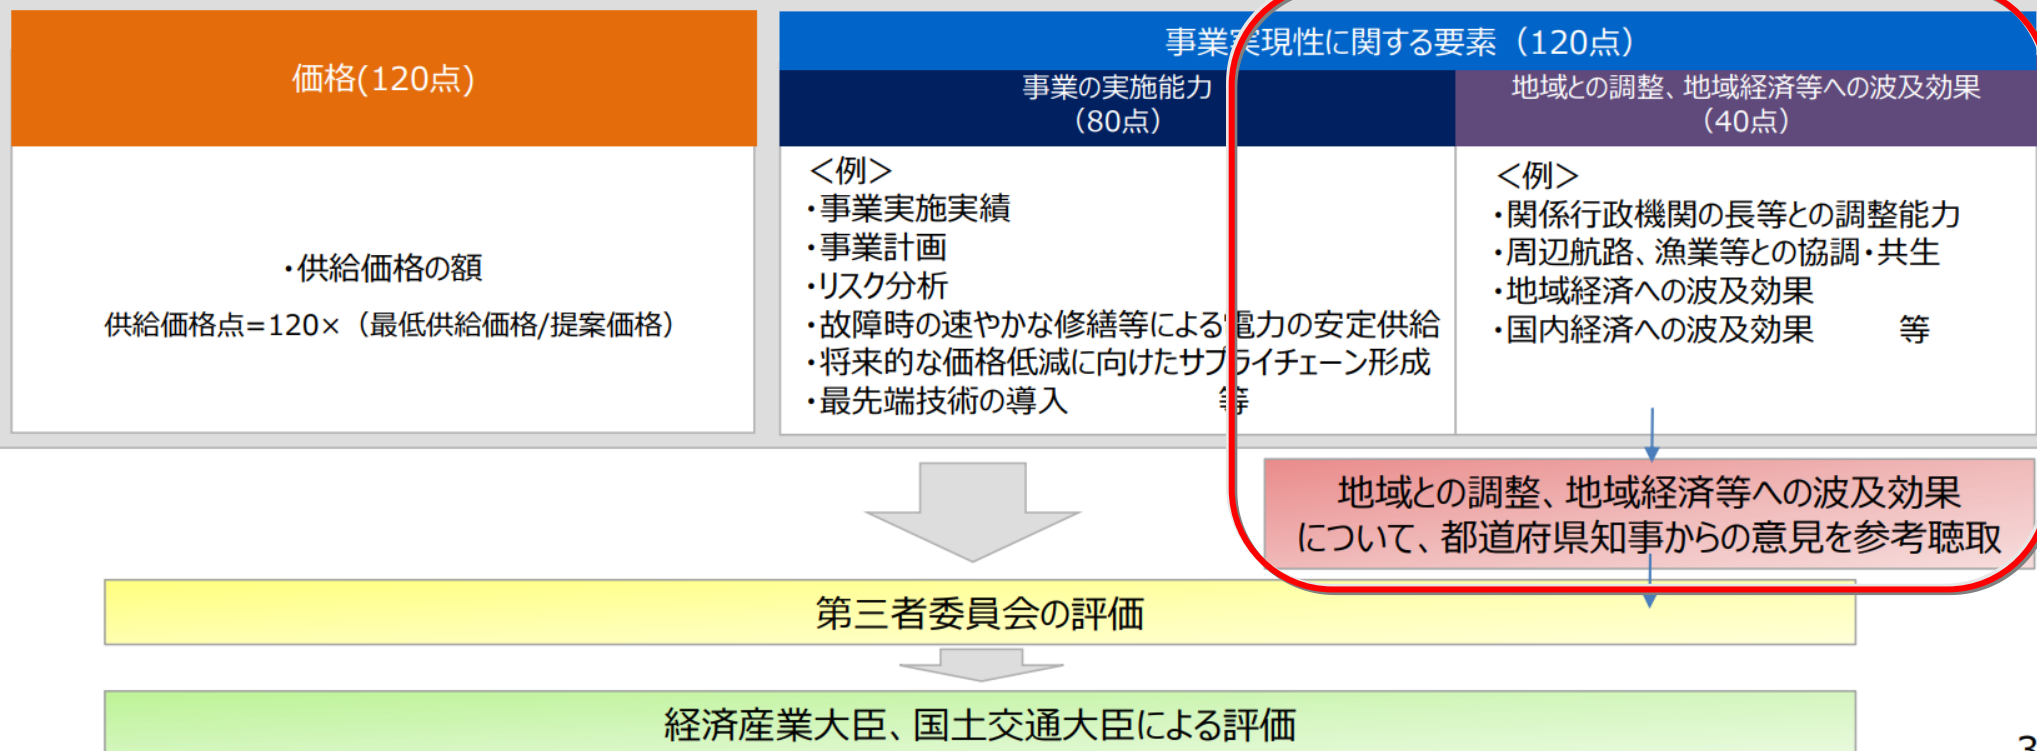 価格(120点)
・供給価格の額
供給価格点=120×（最低供給価格/提案価格）
事業実現性に関する要素（120点）
事業の実施能力
（80点）
＜例＞
・事業実施実績
・事業計画
・リスク分析
・故障時の速やかな修繕等による電力の安定供給
・将来的な価格低減に向けたサプライチェーン形成
・最先端技術の導入　　　　　等
地域との調整、地域経済等への波及効果
（40点）
＜例＞
・関係行政機関の長等との調整能力
・周辺航路、漁業等との協調・共生
・地域経済への波及効果
・国内経済への波及効果　　　等
地域との調整、地域経済等への波及効果
について、都道府県知事からの意見を参考聴取
第三者委員会の評価
経済産業大臣、国土交通大臣による評価